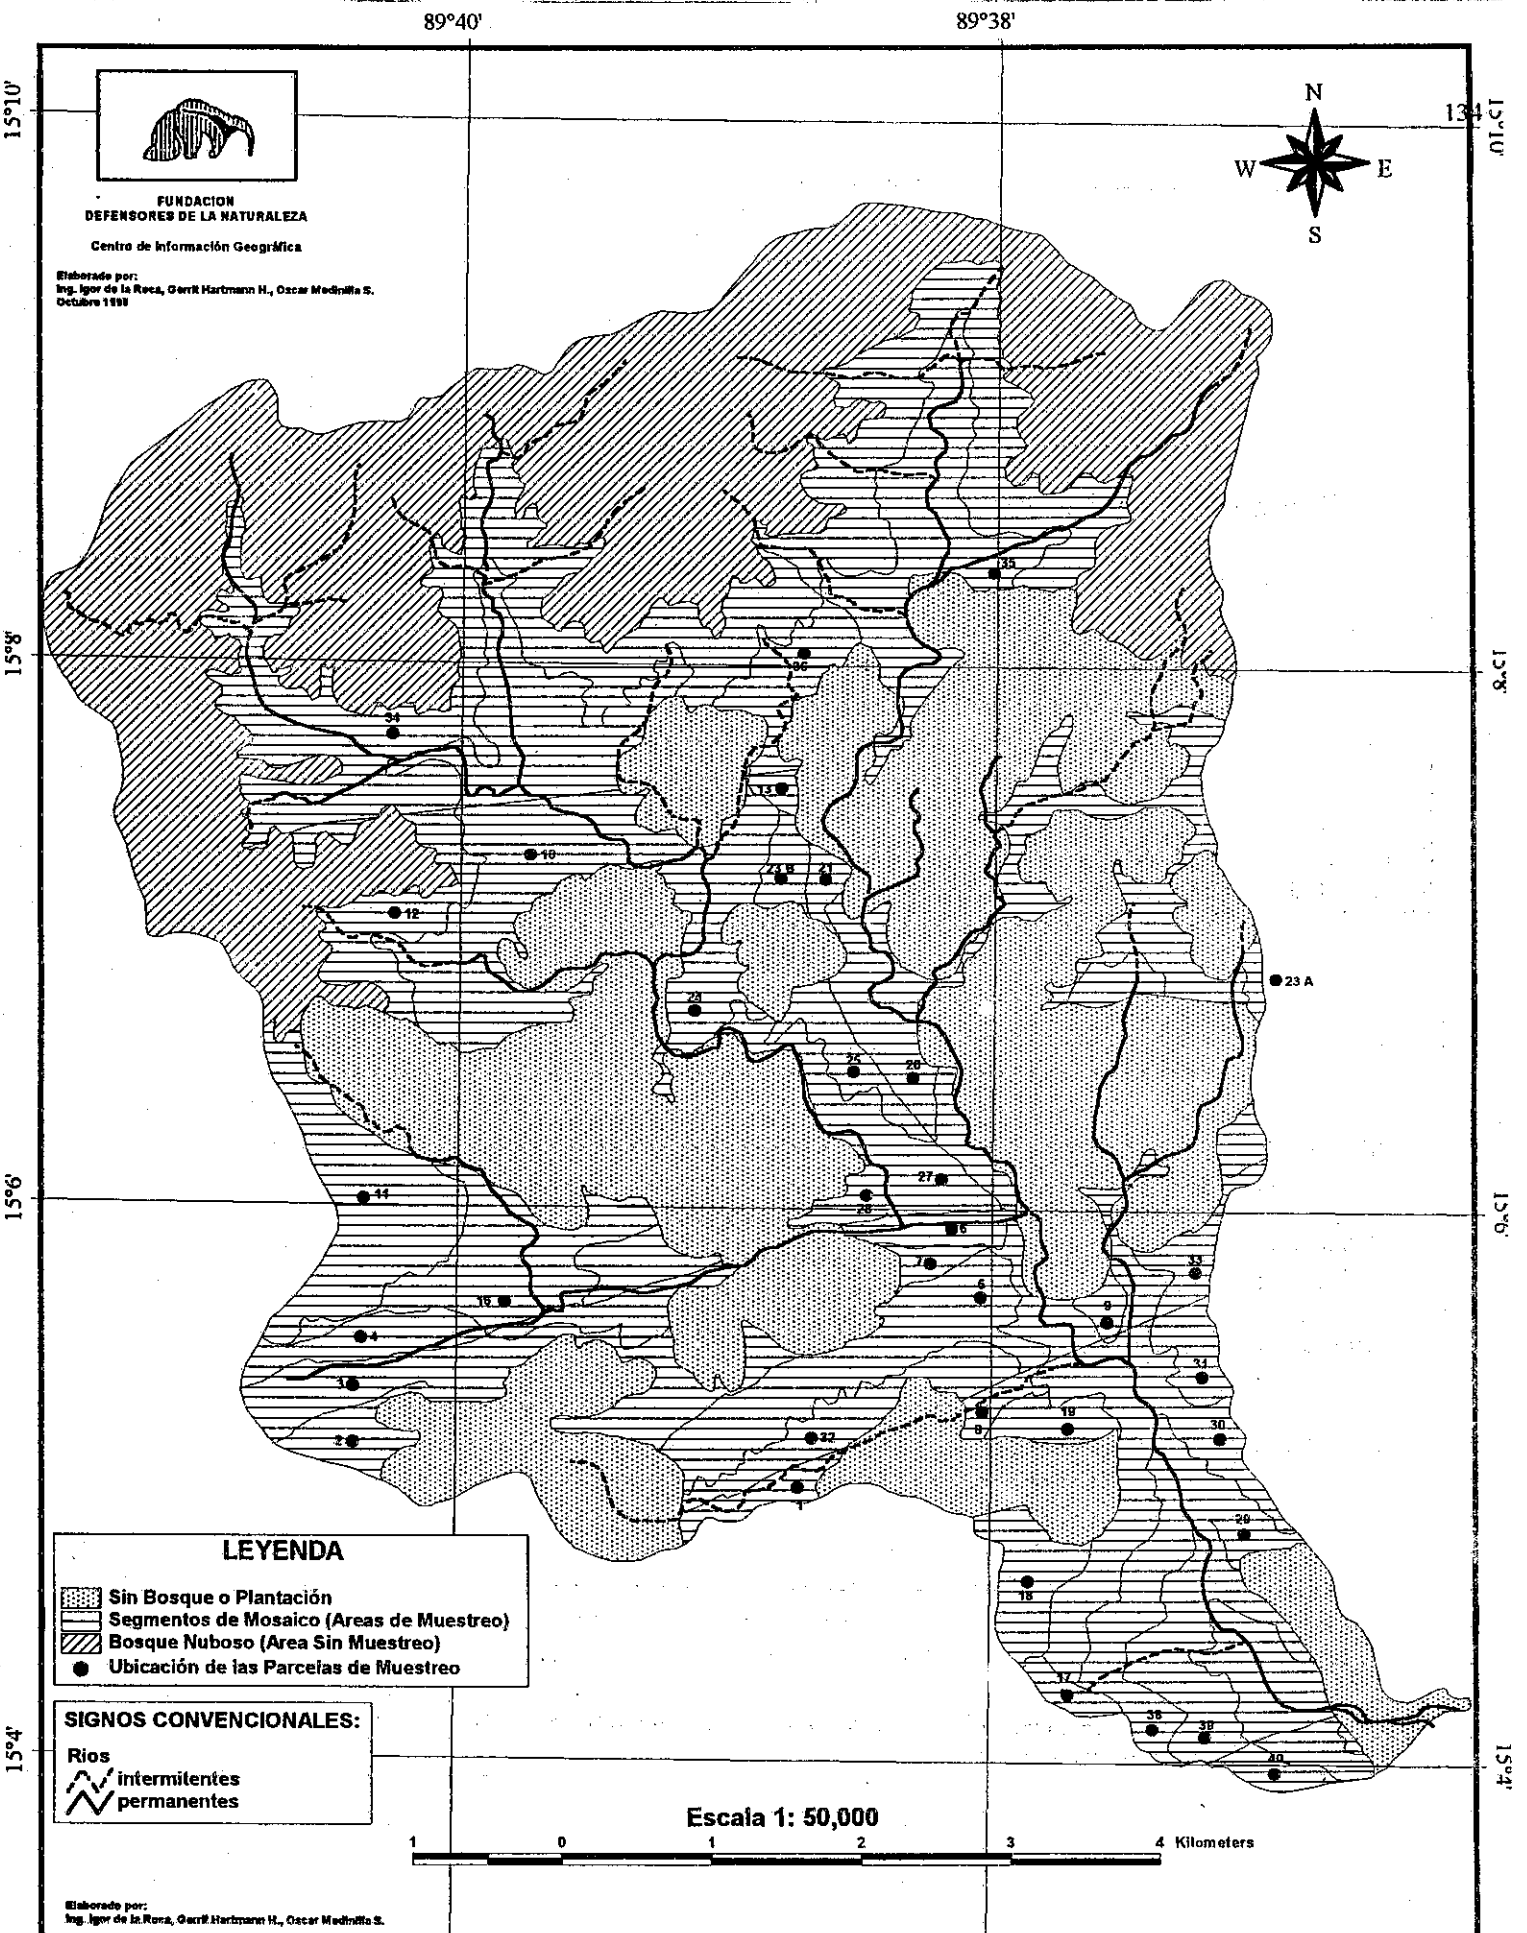 89°40'
89°38'
15°10'
134
15°10'
N
W
E
S
FUNDACION
DEFENSORES DE LA NATURALEZA
Centro de Información Geográfica
Elaborado por:
Ing. Igor de la Roca, Gerrit Hartmann H., Oscar Medinilla S.
Octubre
35
15°8'
36
15°8'
34
13
10
23 B
21
12
23 A
24
25
26
27
15°6'
11
28
15°6'
6
7
33
5
16
9
4
31
3
8
19
30
2
32
1
29
LEYENDA
Sin Bosque o Plantación
Segmentos de Mosaico (Areas de Muestreo)
Bosque Nuboso (Area Sin Muestreo)
Ubicación de las Parcelas de Muestreo
18
17
38
39
40
SIGNOS CONVENCIONALES:
Rios
intermitentes
permanentes
15°4'
15°4'
Escala 1: 50,000
1 0 1 2 3 4 Kilometers
Elaborado por:
Ing. Igor de la Roca, Gerrit Hartmann H., Oscar Medinilla S.